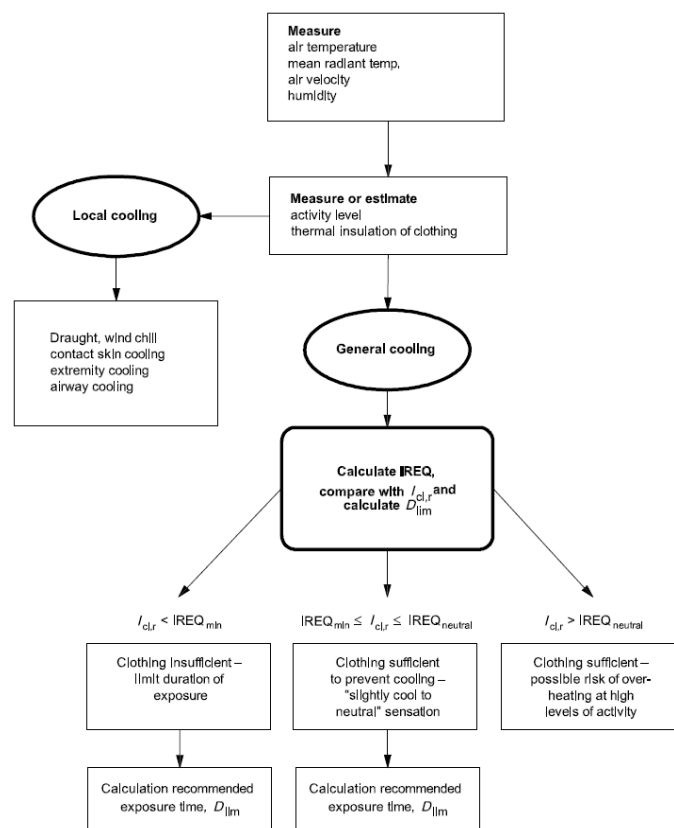 Measure
air temperature
mean radiant temp.
air velocity
humidity
Measure or estimate
activity level
thermal insulation of clothing
Local cooling
Draught, wind chill
contact skin cooling
extremity cooling
airway cooling
General cooling
Calculate IREQ,
compare with Icl,r and
calculate Dlim
Icl,r < IREQmin
Clothing insufficient –
limit duration of
exposure
Calculation recommended
exposure time, Dlim
IREQmin ≤ Icl,r ≤ IREQneutral
Clothing sufficient
to prevent cooling –
"slightly cool to
neutral" sensation
Calculation recommended
exposure time, Dlim
Icl,r > IREQneutral
Clothing sufficient –
possible risk of over-
heating at high
levels of activity